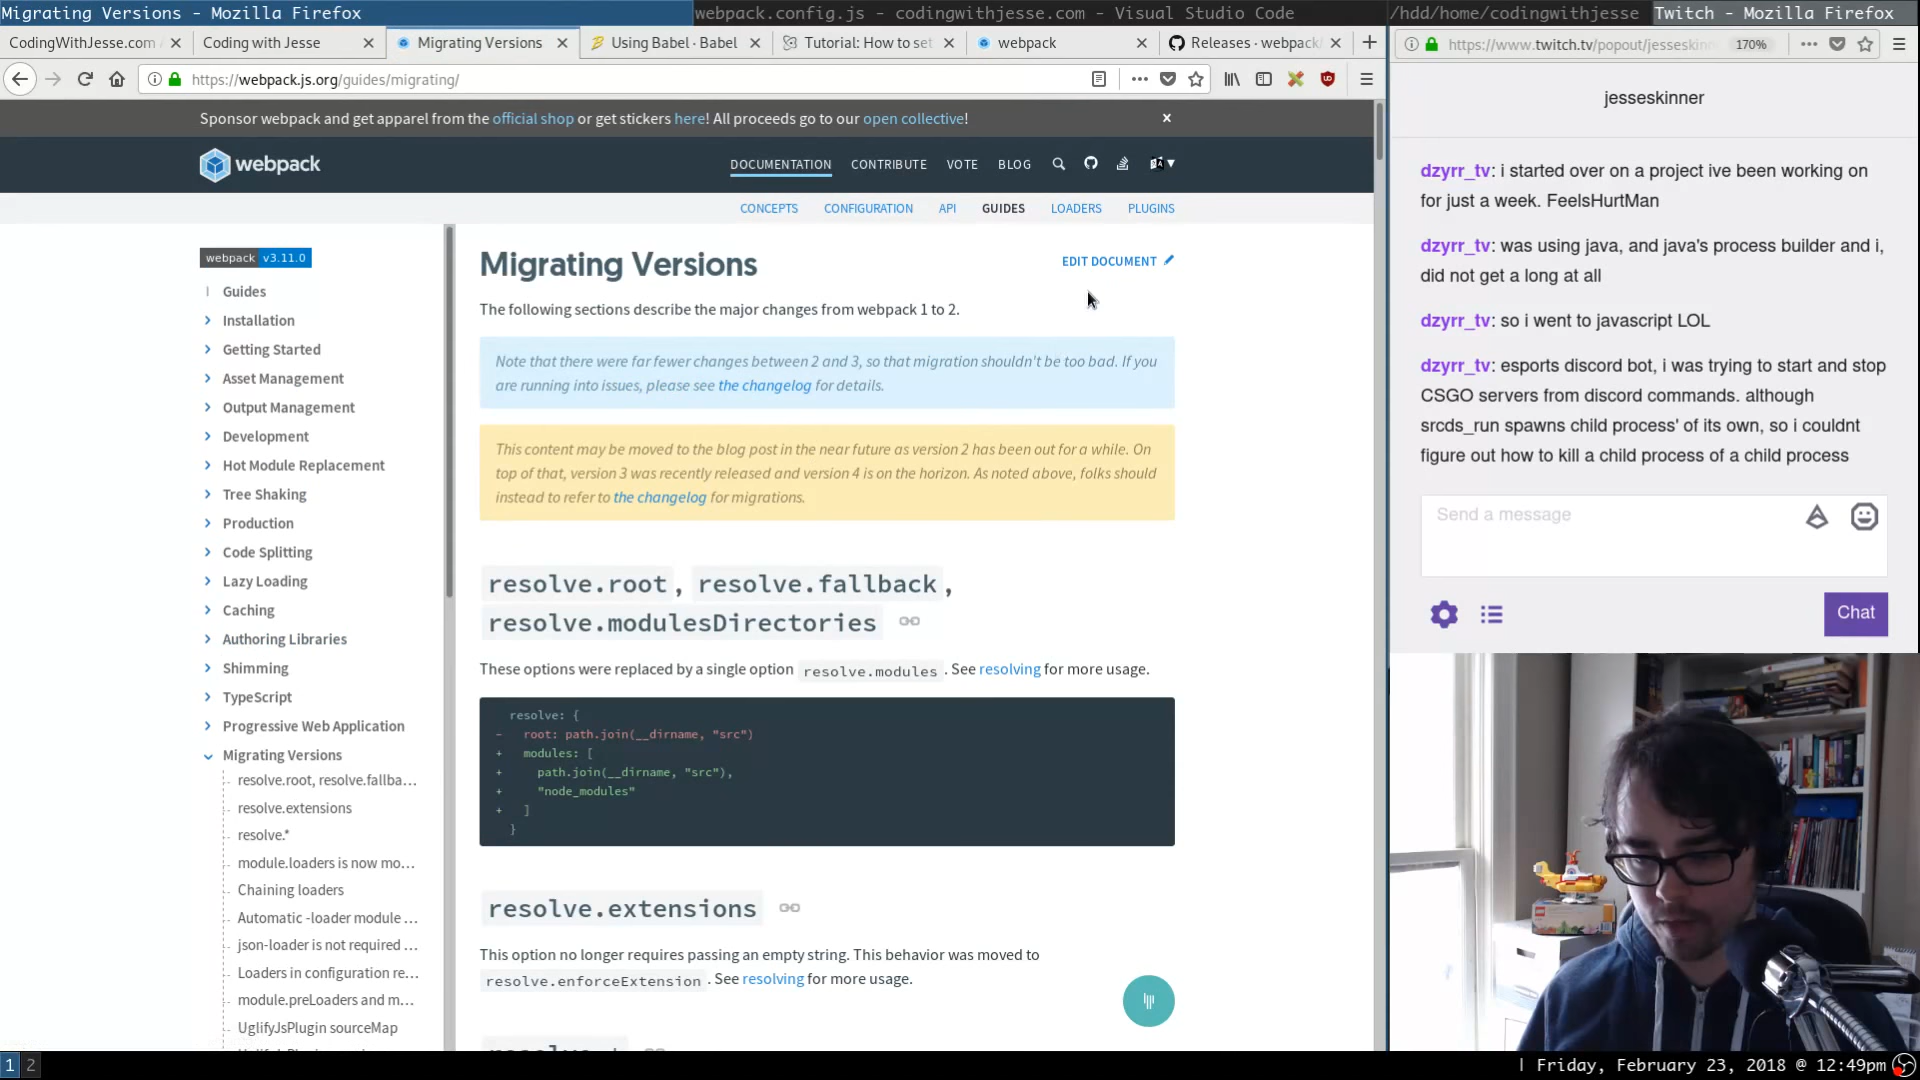 Migrating Versions - Mozilla Firefox
webpack.config.js - codingwithjesse.com - Visual Studio Code
/hdd/home/codingwithjesse
Twitch - Mozilla Firefox
CodingWithJesse.com
Coding with Jesse
Migrating Versions
Using Babel · Babel
Tutorial: How to set
webpack
Releases · webpack
https://webpack.js.org/guides/migrating/
https://www.twitch.tv/popout/jesseskinn
170%
Sponsor webpack and get apparel from the official shop or get stickers here! All proceeds go to our open collective!
webpack
DOCUMENTATION
CONTRIBUTE
VOTE
BLOG
CONCEPTS
CONFIGURATION
API
GUIDES
LOADERS
PLUGINS
webpack v3.11.0
Guides
Installation
Getting Started
Asset Management
Output Management
Development
Hot Module Replacement
Tree Shaking
Production
Code Splitting
Lazy Loading
Caching
Authoring Libraries
Shimming
TypeScript
Progressive Web Application
Migrating Versions
resolve.root, resolve.fallba…
resolve.extensions
resolve.*
module.loaders is now mo…
Chaining loaders
Automatic -loader module …
json-loader is not required …
Loaders in configuration re…
module.preLoaders and m…
UglifyJsPlugin sourceMap
Migrating Versions
EDIT DOCUMENT
The following sections describe the major changes from webpack 1 to 2.
Note that there were far fewer changes between 2 and 3, so that migration shouldn't be too bad. If you
are running into issues, please see the changelog for details.
This content may be moved to the blog post in the near future as version 2 has been out for a while. On
top of that, version 3 was recently released and version 4 is on the horizon. As noted above, folks should
instead to refer to the changelog for migrations.
resolve.root, resolve.fallback,
resolve.modulesDirectories
These options were replaced by a single option resolve.modules. See resolving for more usage.
resolve: {
- root: path.join(__dirname, "src")
+ modules: [
+ path.join(__dirname, "src"),
+ "node_modules"
+ ]
}
resolve.extensions
This option no longer requires passing an empty string. This behavior was moved to
resolve.enforceExtension. See resolving for more usage.
jesseskinner
dzyrr_tv: i started over on a project ive been working on
for just a week. FeelsHurtMan
dzyrr_tv: was using java, and java's process builder and i,
did not get a long at all
dzyrr_tv: so i went to javascript LOL
dzyrr_tv: esports discord bot, i was trying to start and stop
CSGO servers from discord commands. although
srcds_run spawns child process' of its own, so i couldnt
figure out how to kill a child process of a child process
Send a message
Chat
1 2
| Friday, February 23, 2018 @ 12:49pm